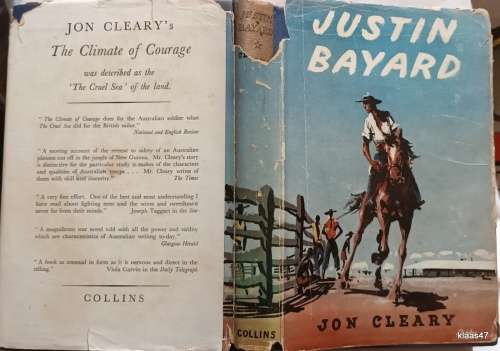 JON CLEARY's
The Climate of Courage
was described as the
'The Cruel Sea' of the land.
"The Climate of Courage does for the Australian soldier what
The Cruel Sea did for the British sailor."
National and English Review
"A moving account of the retreat to safety of an Australian
platoon cut off in the jungle of New Guinea. Mr. Cleary's story
is distinctive for the particular study it makes of the characters
and qualities of Australian troops . . . . Mr Cleary writes of
them with skill and sincerity."
The Times
"A very fine effort. One of the best and most understanding I
have read about fighting men and the wives and sweethearts
never far from their minds."
Joseph Taggart in the Star
"A magnificent war novel told with all the power and virility
which are characteristics of Australian writing to-day."
Glasgow Herald
"A book as unusual in form as it is nervous and direct in the
telling."
Viola Garvin in the Daily Telegraph
COLLINS
JUSTIN
BAYARD
COLLINS
JUSTIN
BAYARD
JON CLEARY
klaas47